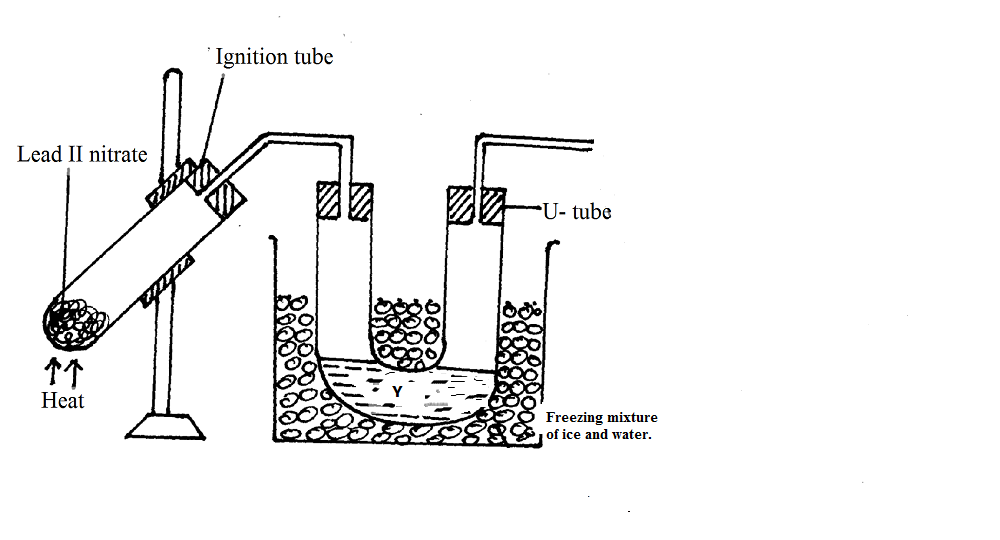 Ignition tube
Lead II nitrate
U- tube
Y
Heat
Freezing mixture
of ice and water.